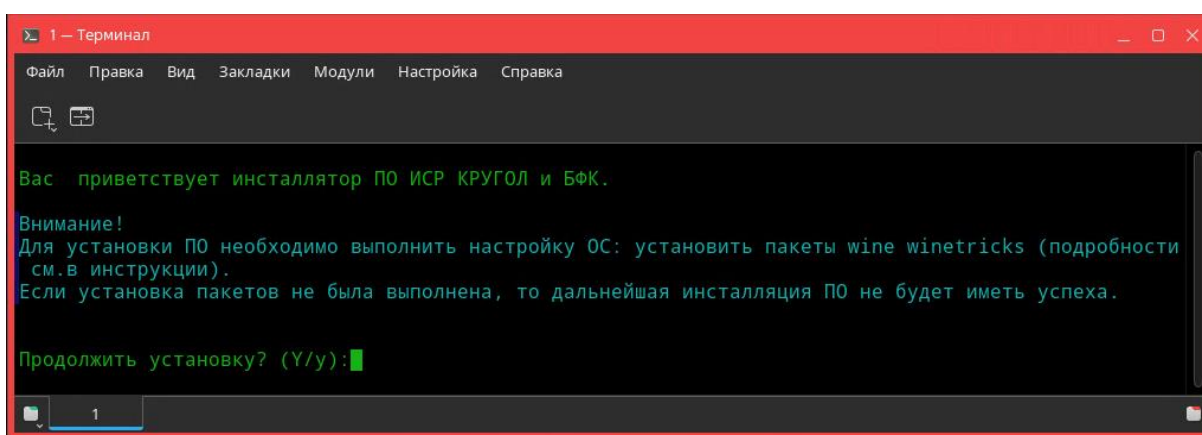 1 — Терминал
Файл Правка Вид Закладки Модули Настройка Справка
Вас  приветствует инсталлятор ПО ИСР КРУГОЛ и БФК.
Внимание!
Для установки ПО необходимо выполнить настройку ОС: установить пакеты wine winetricks (подробности
см.в инструкции).
Если установка пакетов не была выполнена, то дальнейшая инсталляция ПО не будет иметь успеха.
Продолжить установку? (Y/y):
1